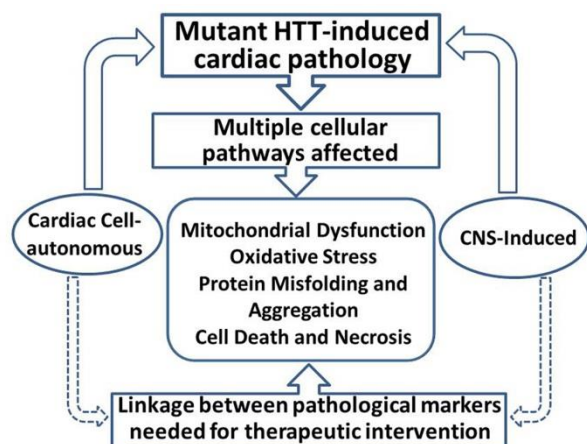 Mutant HTT-induced
cardiac pathology
Multiple cellular
pathways affected
Cardiac Cell-
autonomous
CNS-Induced
Mitochondrial Dysfunction
Oxidative Stress
Protein Misfolding and
Aggregation
Cell Death and Necrosis
Linkage between pathological markers
needed for therapeutic intervention